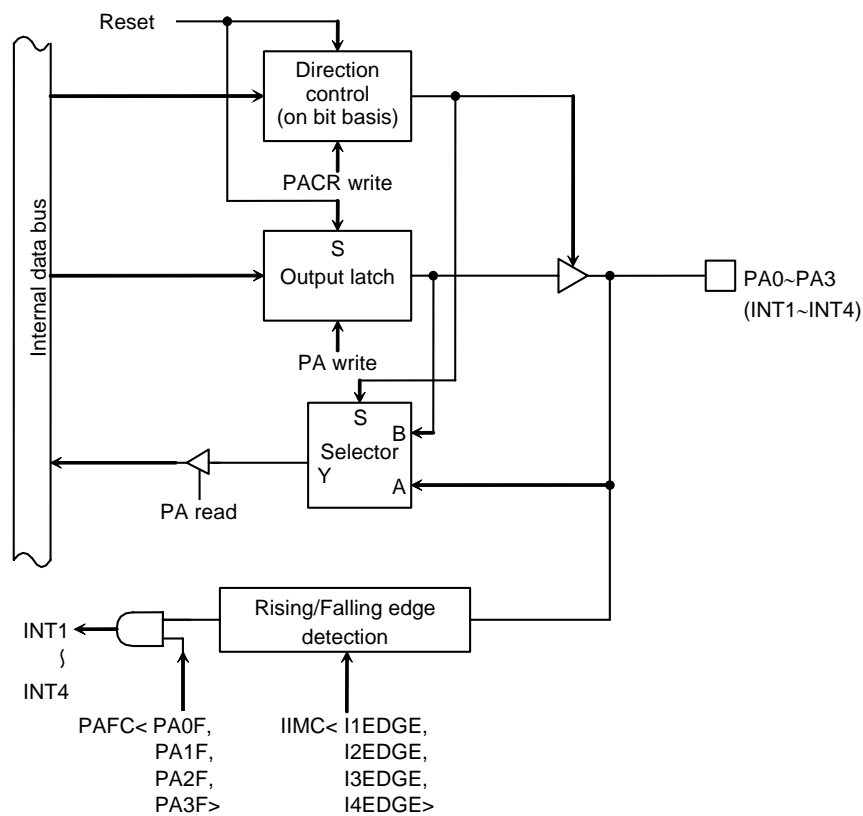 Reset
Direction
control
(on bit basis)
PACR write
Internal data bus
S
Output latch
PA0~PA3
(INT1~INT4)
PA write
S
B
Selector
Y
A
PA read
Rising/Falling edge
detection
INT1
~
INT4
PAFC< PA0F,
PA1F,
PA2F,
PA3F>
IIMC< I1EDGE,
I2EDGE,
I3EDGE,
I4EDGE>